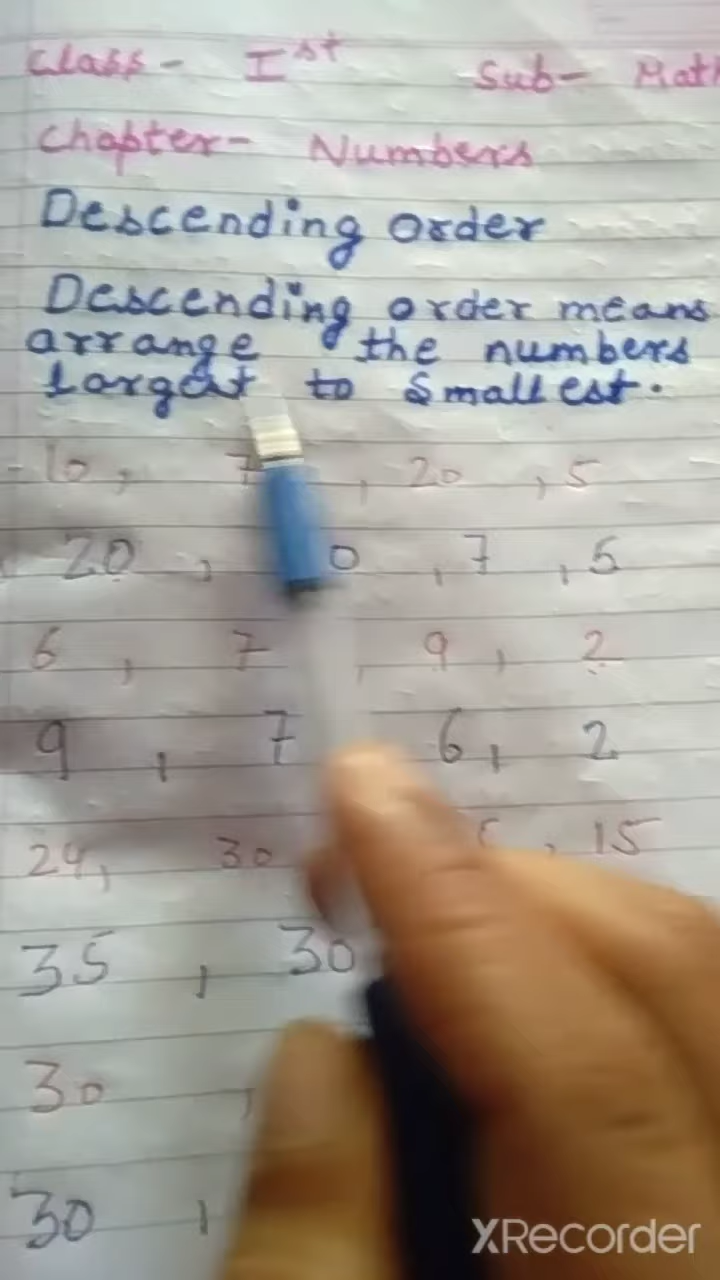 Class- Ist Sub- Math
Chapter- Numbers
Descending order
Descending order means
arrange the numbers
largest to smallest.
10, 7, 20, 5
20, 10, 7, 5
6, 7, 9, 2
9, 7, 6, 2
24, 30 , 15
35, 30
30,
30,
XRecorder